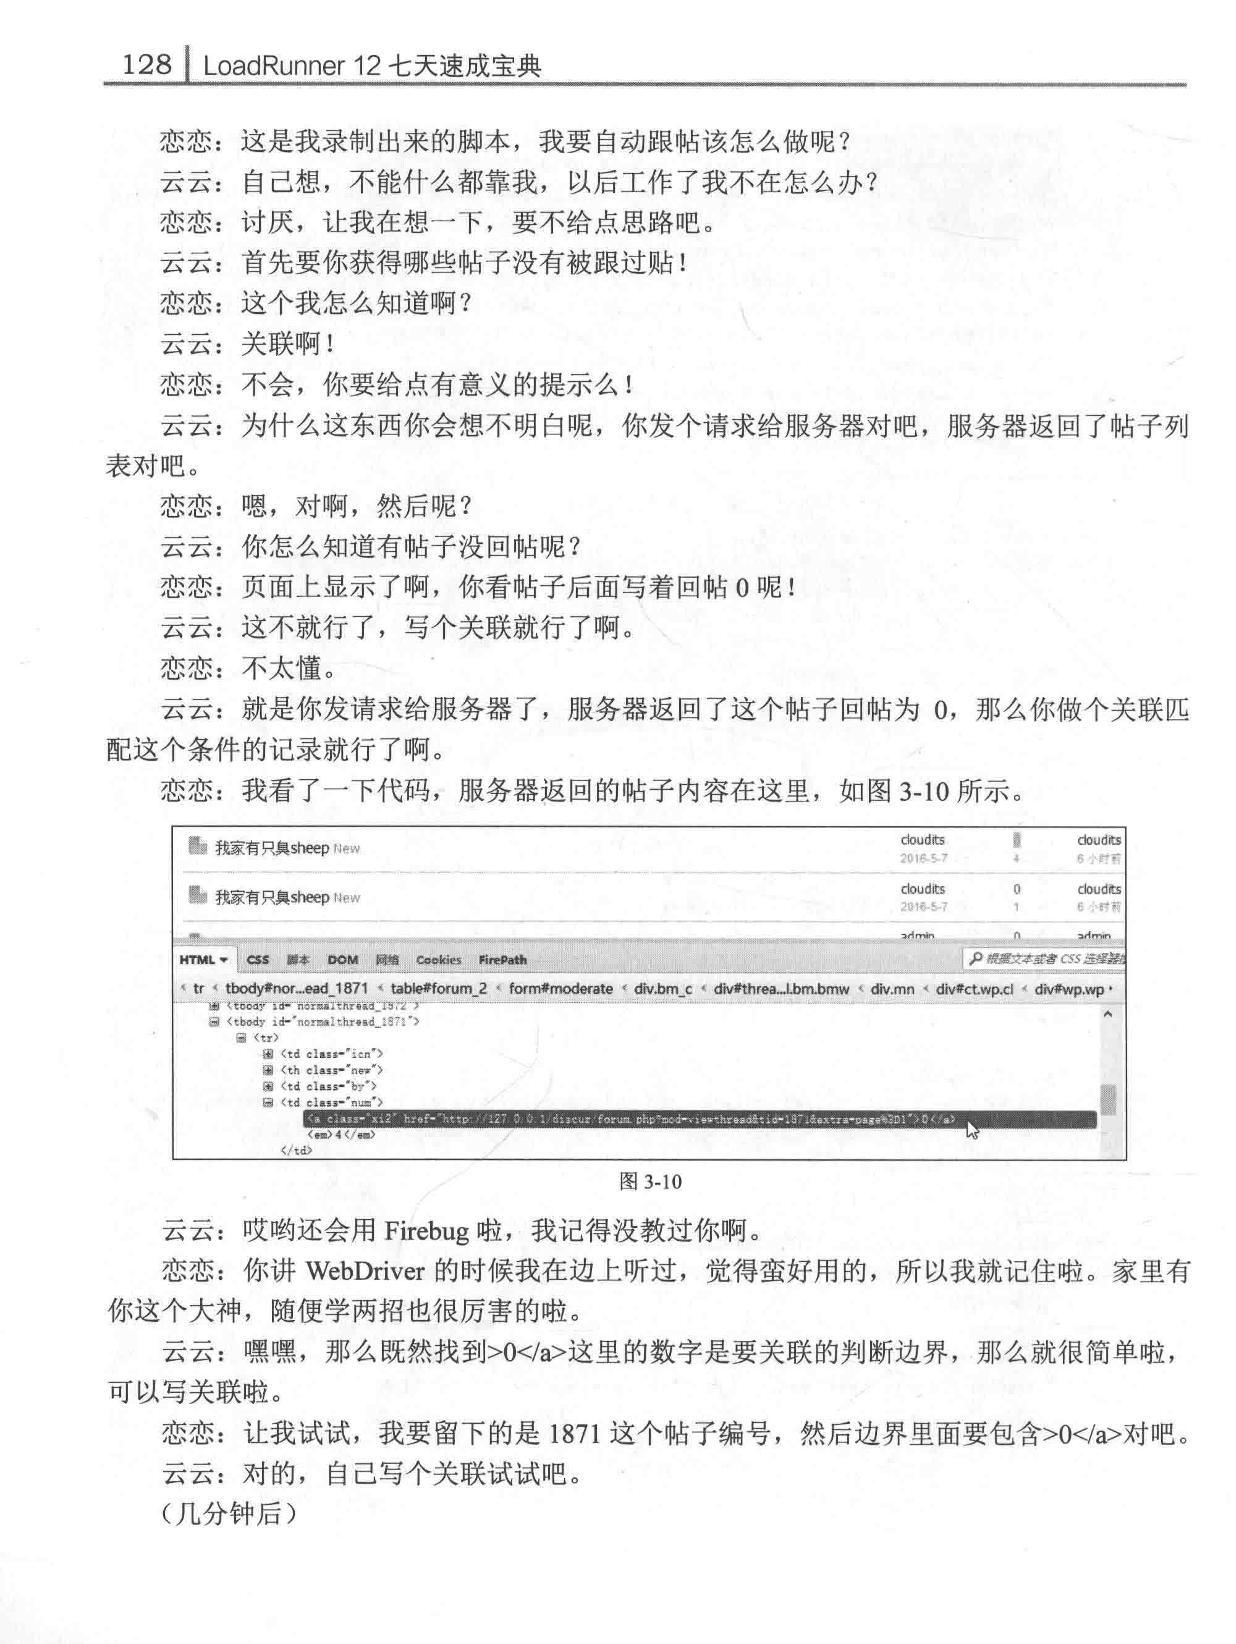 128 LoadRunner 12 七天速成宝典
恋恋：这是我录制出来的脚本，我要自动跟帖该怎么做呢？
云云：自己想，不能什么都靠我，以后工作了我不在怎么办？
恋恋：讨厌，让我在想一下，要不给点思路吧。
云云：首先要你获得哪些帖子没有被跟过贴！
恋恋：这个我怎么知道啊？
云云：关联啊！
恋恋：不会，你要给点有意义的提示么！
云云：为什么这东西你会想不明白呢，你发个请求给服务器对吧，服务器返回了帖子列
表对吧。
恋恋：嗯，对啊，然后呢？
云云：你怎么知道有帖子没回帖呢？
恋恋：页面上显示了啊，你看帖子后面写着回帖 0 呢！
云云：这不就行了，写个关联就行了啊。
恋恋：不太懂。
云云：就是你发请求给服务器了，服务器返回了这个帖子回帖为 0，那么你做个关联匹
配这个条件的记录就行了啊。
恋恋：我看了一下代码，服务器返回的帖子内容在这里，如图 3-10 所示。
我家有只臭sheep New cloudits cloudits
2016-5-7 4 6 小时前
我家有只臭sheep New cloudits 0 cloudits
2016-5-7 1 6 小时前
admin 0 admin
HTML CSS 脚本 DOM 网络 Cookies FirePath 根据文本或者 CSS 选择器
tr < tbody#nor...ead_1871 < table#forum_2 < form#moderate < div.bm_c < div#threa...l.bm.bmw < div.mn < div#ct.wp.cl < div#wp.wp
<tbody id="normalthread_1872">
<tbody id="normalthread_1871">
<tr>
<td class="icn">
<th class="new">
<td class="by">
<td class="num">
<a class="xi2" href="http://127.0.0.1/discuz/forum.php?mod=viewthread&tid=1871&extra=page%3D1">0</a>
<em>4</em>
</td>
图 3-10
云云：哎哟还会用 Firebug 啦，我记得没教过你啊。
恋恋：你讲 WebDriver 的时候我在边上听过，觉得蛮好用的，所以我就记住啦。家里有
你这个大神，随便学两招也很厉害的啦。
云云：嘿嘿，那么既然找到>0</a>这里的数字是要关联的判断边界，那么就很简单啦，
可以写关联啦。
恋恋：让我试试，我要留下的是 1871 这个帖子编号，然后边界里面要包含>0</a>对吧。
云云：对的，自己写个关联试试吧。
（几分钟后）